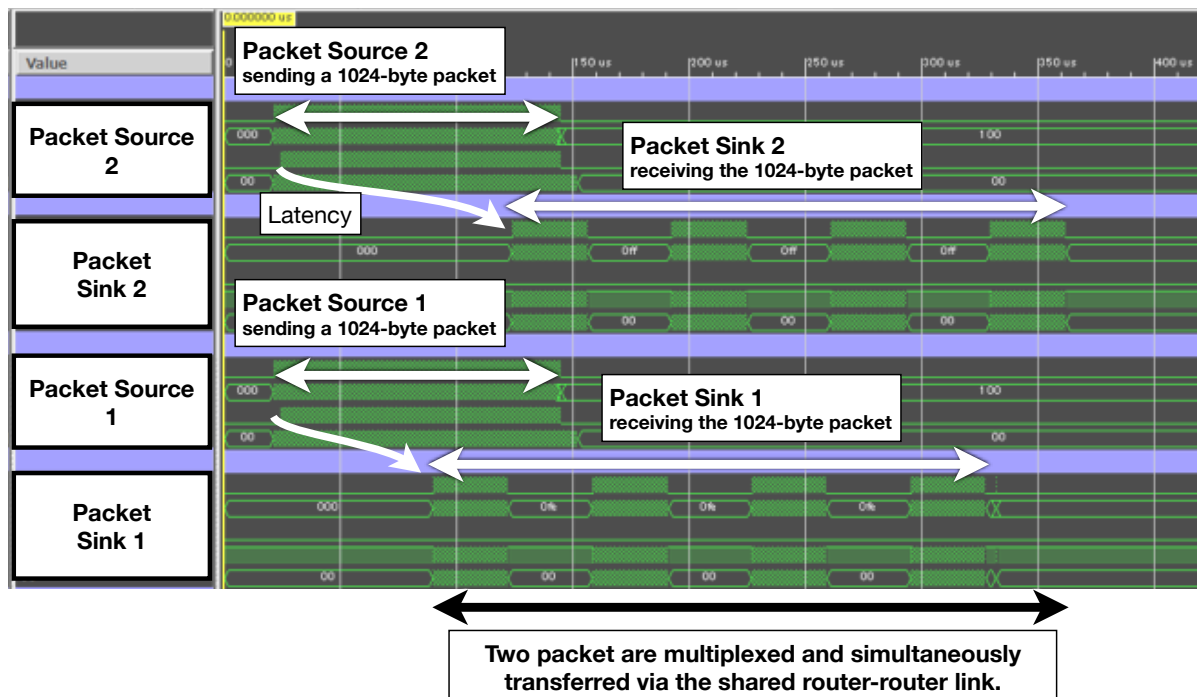 0.000000 us
Value
Packet Source 2
sending a 1024-byte packet
150 us
200 us
250 us
300 us
350 us
400 us
Packet Source
2
000
100
00
00
Packet Sink 2
receiving the 1024-byte packet
Latency
Packet
Sink 2
000
0ff
0ff
0ff
00
00
00
Packet Source 1
sending a 1024-byte packet
Packet Source
1
000
100
00
00
Packet Sink 1
receiving the 1024-byte packet
Packet
Sink 1
000
00
00
00
00
Two packet are multiplexed and simultaneously
transferred via the shared router-router link.